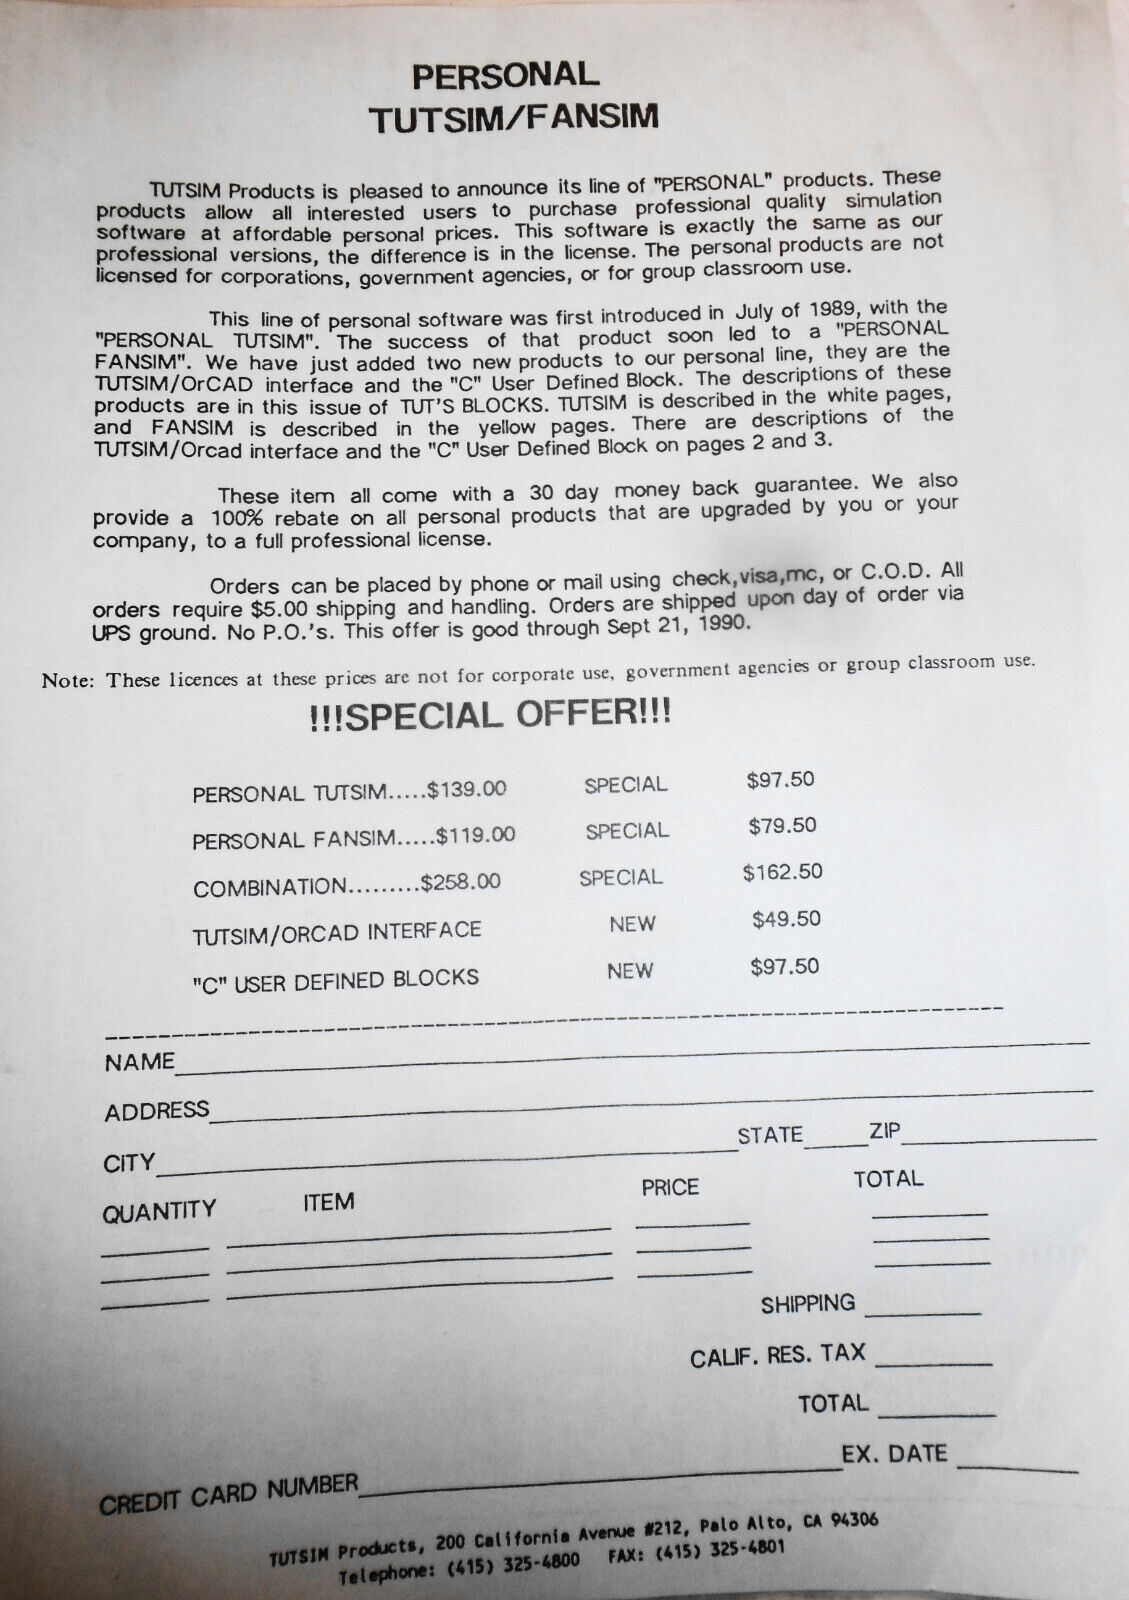 PERSONAL
TUTSIM/FANSIM
TUTSIM Products is pleased to announce its line of "PERSONAL" products. These
products allow all interested users to purchase professional quality simulation
software at affordable personal prices. This software is exactly the same as our
professional versions, the difference is in the license. The personal products are not
licensed for corporations, government agencies, or for group classroom use.
This line of personal software was first introduced in July of 1989, with the
"PERSONAL TUTSIM". The success of that product soon led to a "PERSONAL
FANSIM". We have just added two new products to our personal line, they are the
TUTSIM/OrCAD interface and the "C" User Defined Block. The descriptions of these
products are in this issue of TUT'S BLOCKS. TUTSIM is described in the white pages,
and FANSIM is described in the yellow pages. There are descriptions of the
TUTSIM/Orcad interface and the "C" User Defined Block on pages 2 and 3.
These item all come with a 30 day money back guarantee. We also
provide a 100% rebate on all personal products that are upgraded by you or your
company, to a full professional license.
Orders can be placed by phone or mail using check,visa,mc, or C.O.D. All
orders require $5.00 shipping and handling. Orders are shipped upon day of order via
UPS ground. No P.O.'s. This offer is good through Sept 21, 1990.
Note: These licences at these prices are not for corporate use, government agencies or group classroom use.
!!!SPECIAL OFFER!!!
PERSONAL TUTSIM.....$139.00 SPECIAL $97.50
PERSONAL FANSIM.....$119.00 SPECIAL $79.50
COMBINATION.........$258.00 SPECIAL $162.50
TUTSIM/ORCAD INTERFACE NEW $49.50
"C" USER DEFINED BLOCKS NEW $97.50
NAME
ADDRESS
CITY STATE ZIP
QUANTITY ITEM PRICE TOTAL
SHIPPING
CALIF. RES. TAX
TOTAL
CREDIT CARD NUMBER EX. DATE
TUTSIM Products, 200 California Avenue #212, Palo Alto, CA 94306
Telephone: (415) 325-4800 FAX: (415) 325-4801